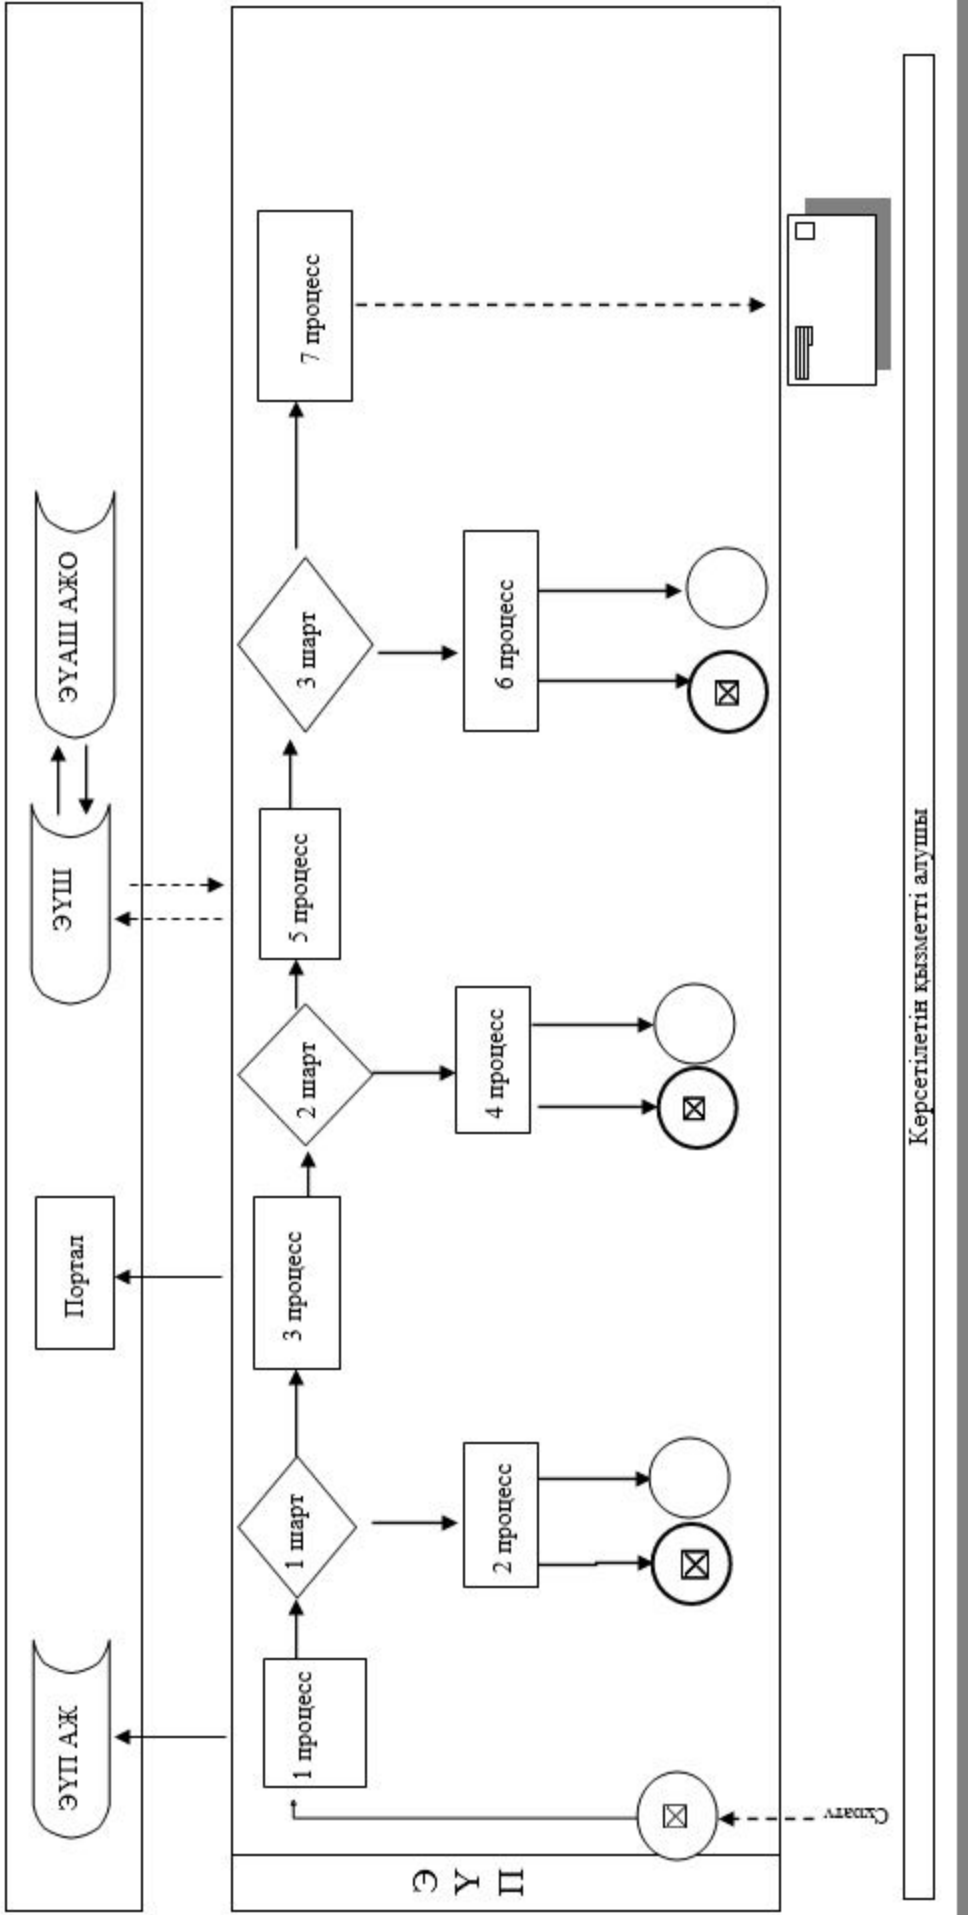 ЭҮП АЖ
Портал
ЭҮШ
ЭҮАШ АЖО
Э
Ү
П
1 процесс
1 шарт
3 процесс
2 шарт
5 процесс
3 шарт
7 процесс
2 процесс
4 процесс
6 процесс
Сұрату
Көрсетілетін қызметті алушы